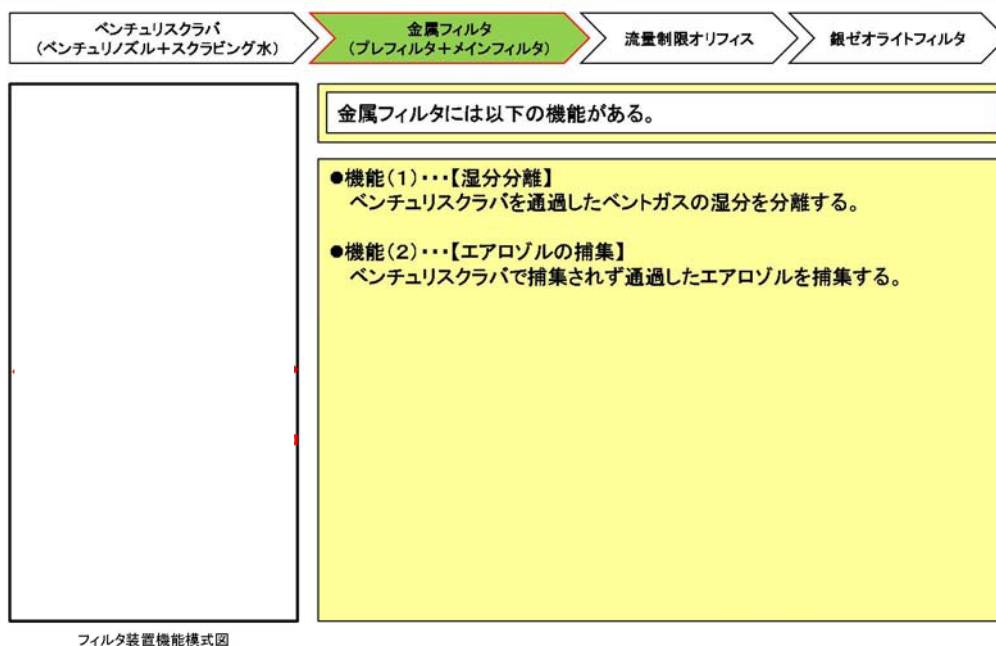 ベンチュリスクラバ
(ベンチュリノズル＋スクラビング水)
金属フィルタ
(プレフィルタ＋メインフィルタ)
流量制限オリフィス
銀ゼオライトフィルタ
金属フィルタには以下の機能がある。
●機能(1)･･･【湿分分離】
ベンチュリスクラバを通過したベントガスの湿分を分離する。
●機能(2)･･･【エアロゾルの捕集】
ベンチュリスクラバで捕集されず通過したエアロゾルを捕集する。
フィルタ装置機能模式図